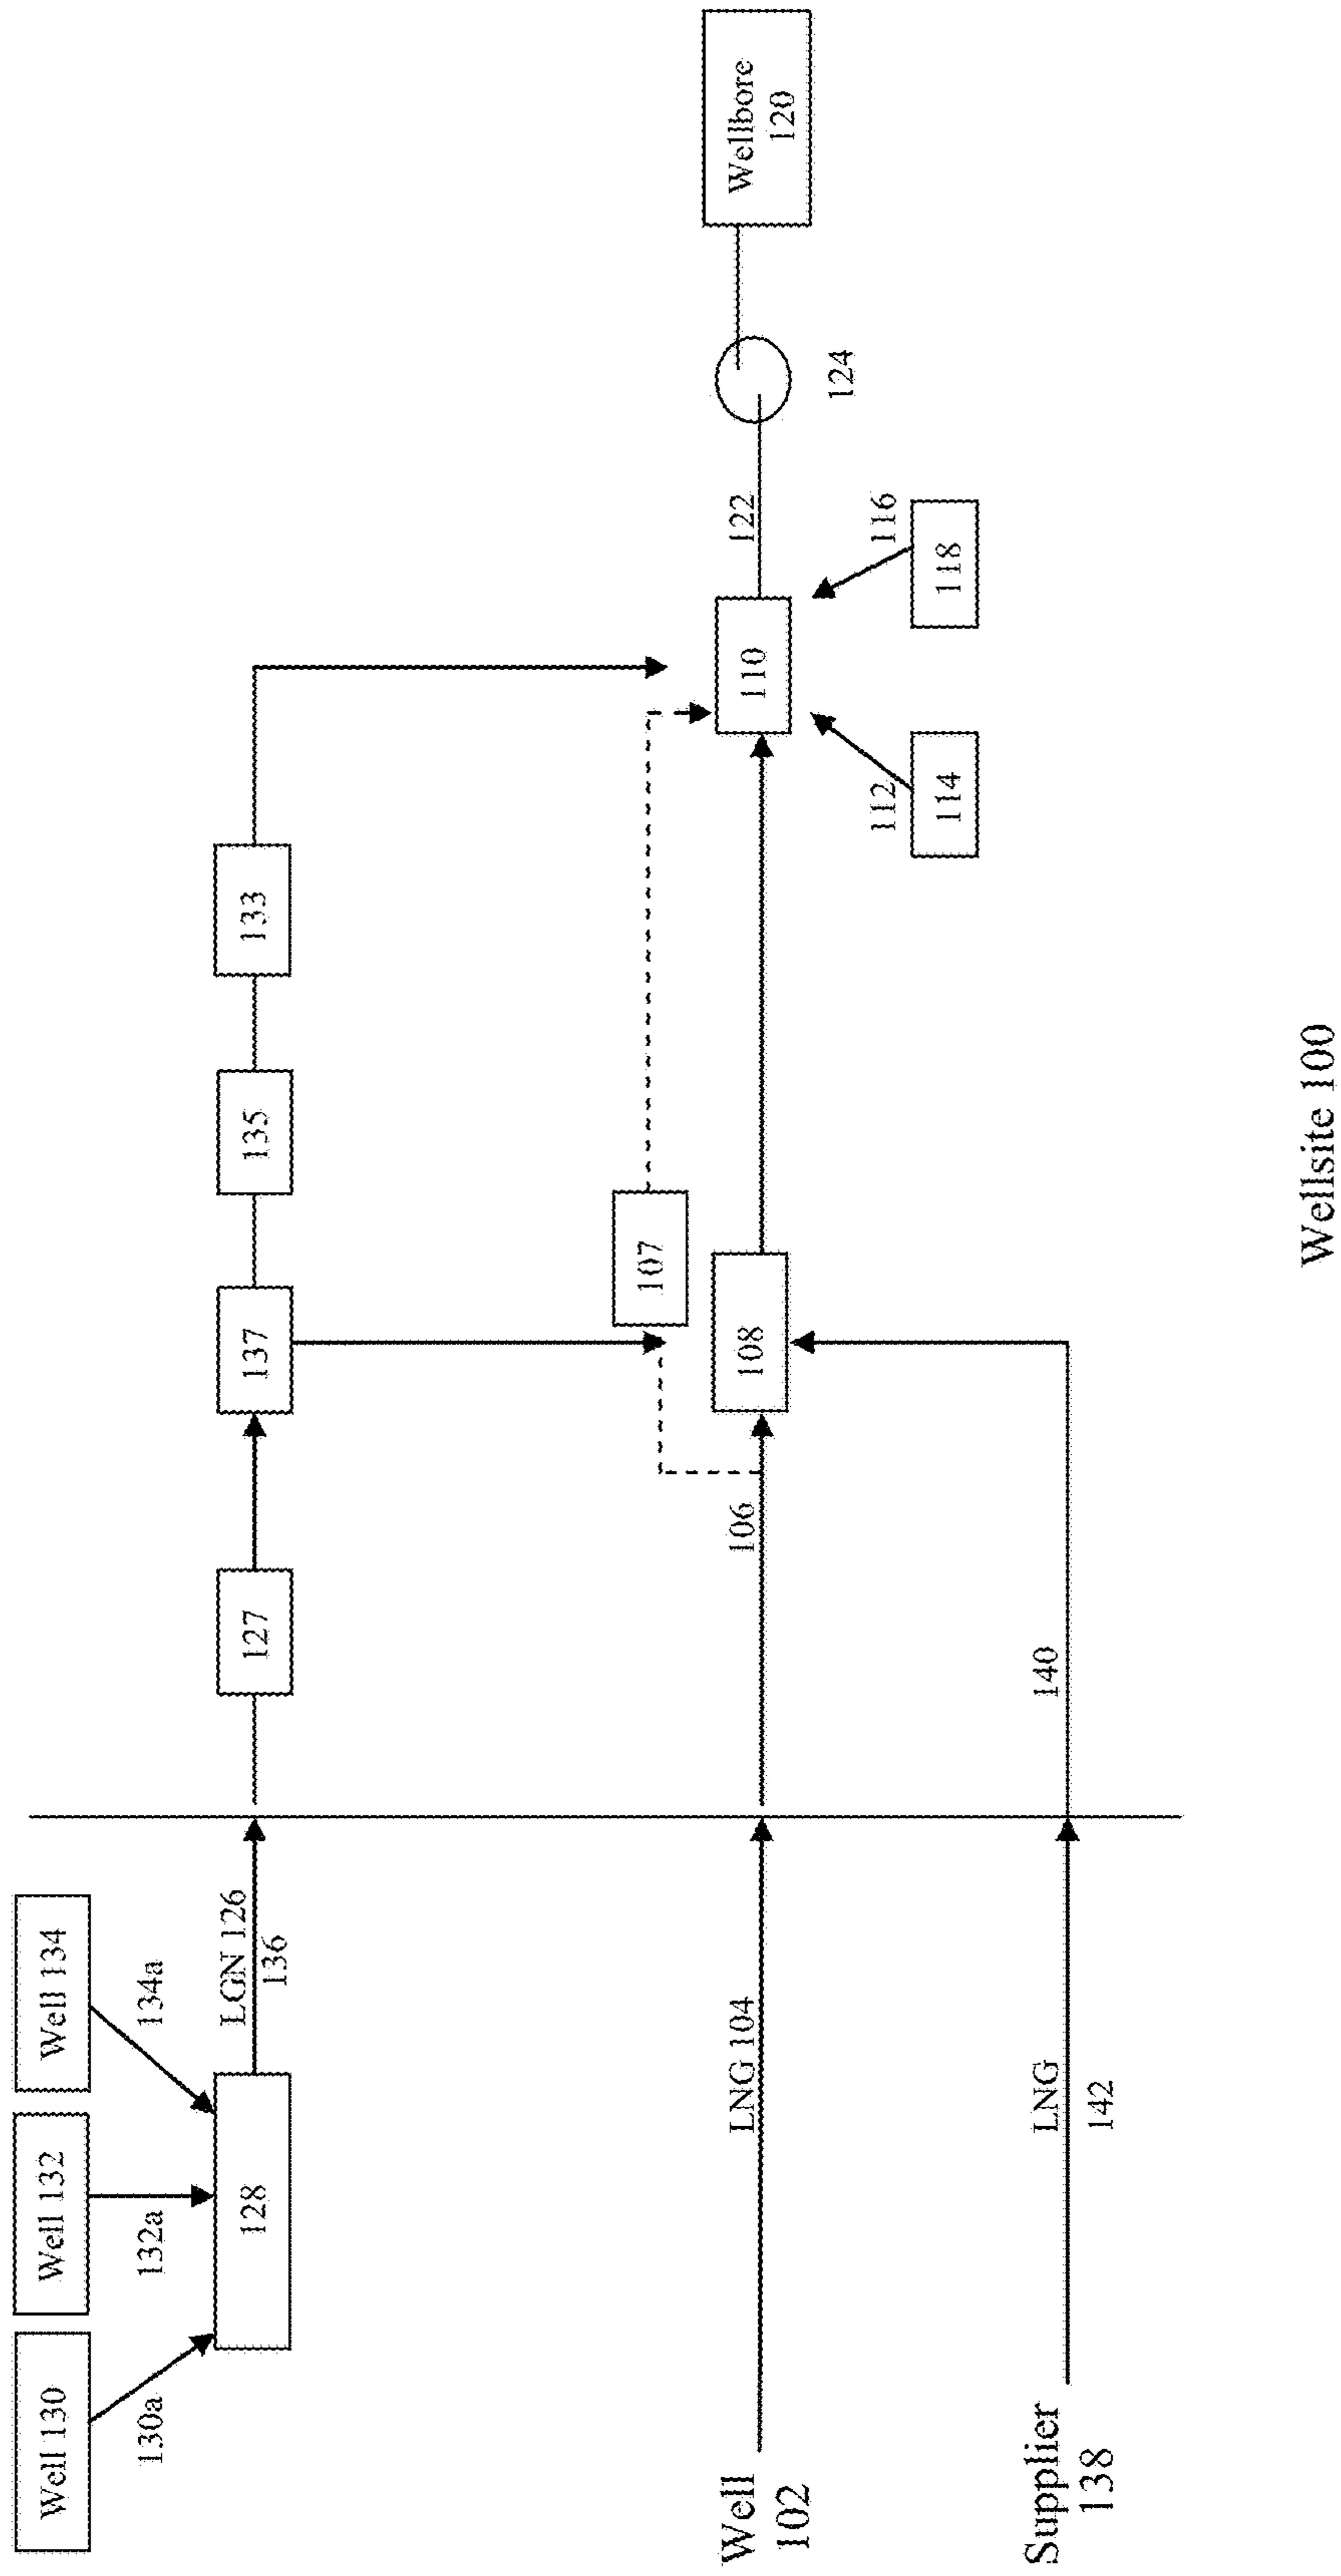 Well 130
Well 132
Well 134
130a
132a
134a
128
LGN 126
136
127
137
135
133
107
Well
102
LNG 104
106
108
110
122
124
Wellbore
120
112
114
116
118
Supplier
138
LNG
142
140
Wellsite 100